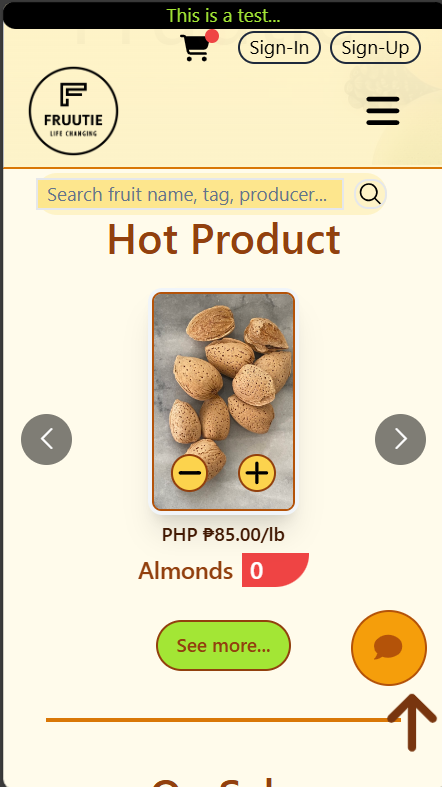 This is a test...
Sign-In
Sign-Up
FRUUTIE
LIFE CHANGING
Search fruit name, tag, producer...
Hot Product
PHP ₱85.00/lb
Almonds 0
See more...